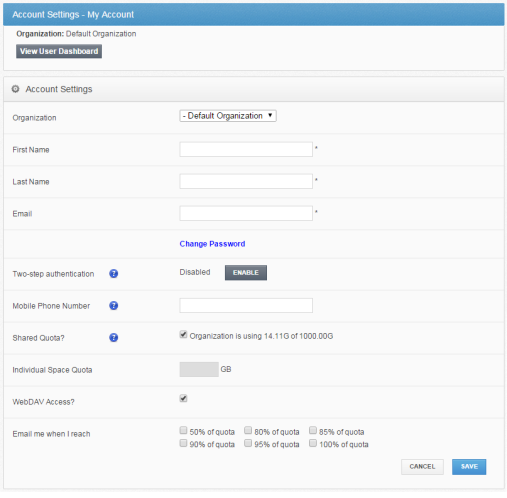 Account Settings - My Account
Organization: Default Organization
View User Dashboard
Account Settings
Organization - Default Organization
First Name *
Last Name *
Email *
Change Password
Two-step authentication ? Disabled ENABLE
Mobile Phone Number ?
Shared Quota? ? Organization is using 14.11G of 1000.00G
Individual Space Quota GB
WebDAV Access?
Email me when I reach 50% of quota 80% of quota 85% of quota
90% of quota 95% of quota 100% of quota
CANCEL SAVE